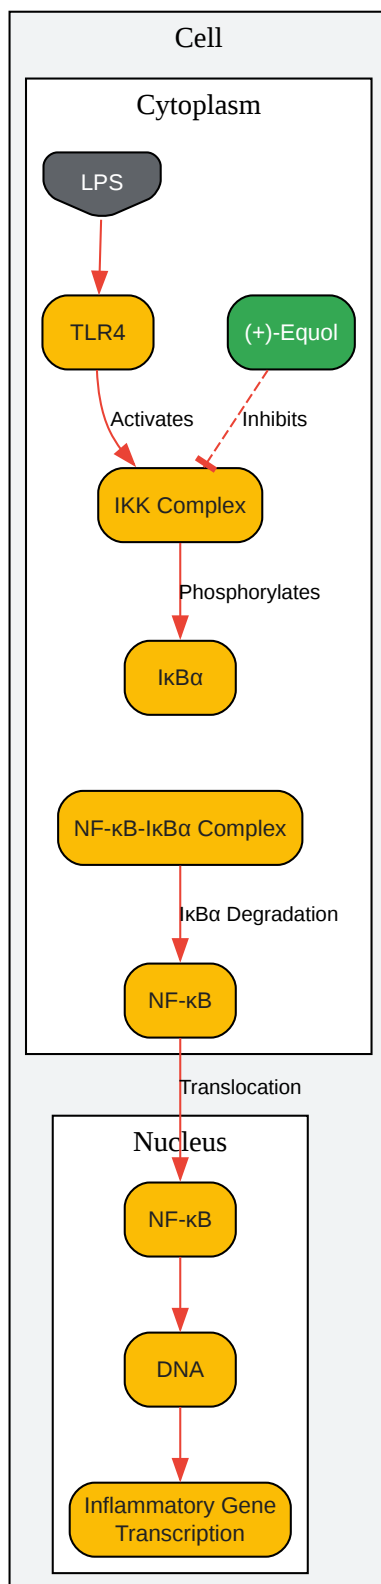 Cell
Cytoplasm
LPS
TLR4
(+)-Equol
Activates
Inhibits
IKK Complex
Phosphorylates
IκBα
NF-κB-IκBα Complex
IκBα Degradation
NF-κB
Translocation
Nucleus
NF-κB
DNA
Inflammatory Gene
Transcription